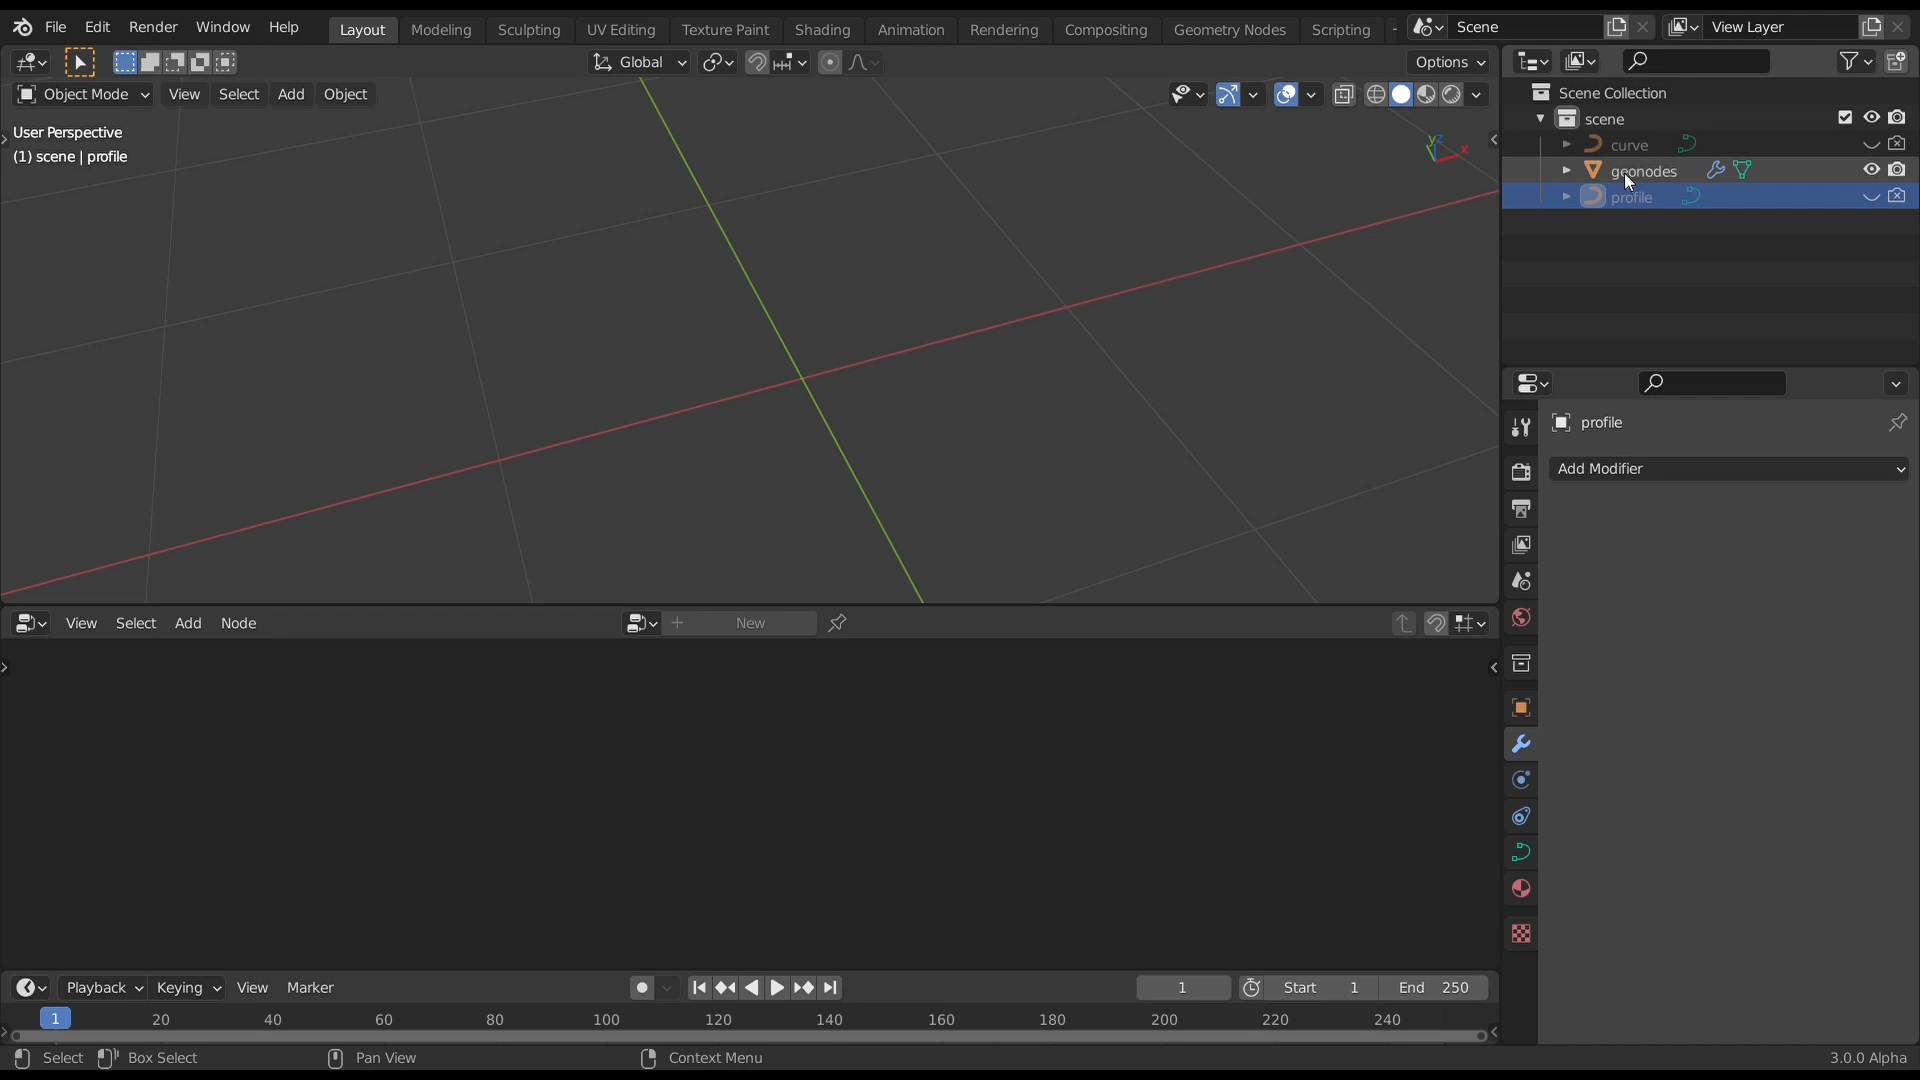 File Edit Render Window Help Layout Modeling Sculpting UV Editing Texture Paint Shading Animation Rendering Compositing Geometry Nodes Scripting Scene View Layer
Global Options
Object Mode View Select Add Object
User Perspective
(1) scene | profile
Y Z X
Scene Collection
scene
curve
geonodes
profile
profile
Add Modifier
View Select Add Node New
Playback Keying View Marker 1 Start 1 End 250
1 20 40 60 80 100 120 140 160 180 200 220 240
Select Box Select Pan View Context Menu 3.0.0 Alpha